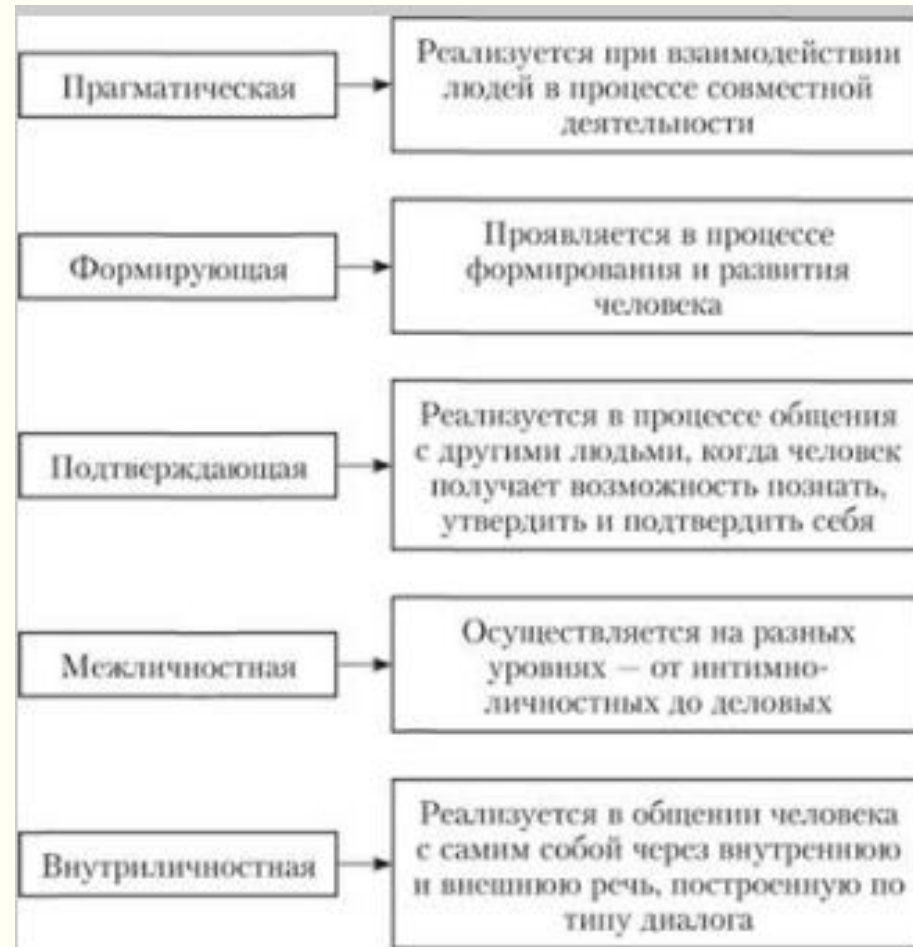 Прагматическая
Реализуется при взаимодействии
людей в процессе совместной
деятельности
Формирующая
Проявляется в процессе
формирования и развития
человека
Подтверждающая
Реализуется в процессе общения
с другими людьми, когда человек
получает возможность познать,
утвердить и подтвердить себя
Межличностная
Осуществляется на разных
уровнях — от интимно-
личностных до деловых
Внутриличностная
Реализуется в общении человека
с самим собой через внутреннюю
и внешнюю речь, построенную по
типу диалога